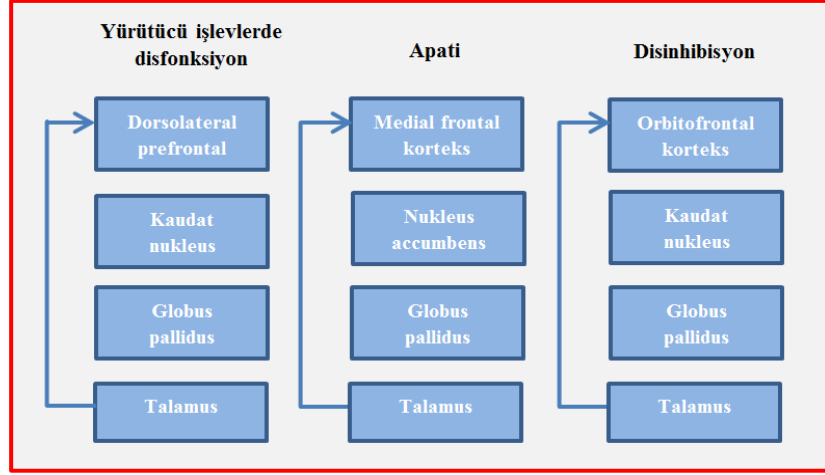 Yürütücü işlevlerde
disfonksiyon
Dorsolateral
prefrontal
Kaudat
nukleus
Globus
pallidus
Talamus
Apati
Medial frontal
korteks
Nukleus
accumbens
Globus
pallidus
Talamus
Disinhibisyon
Orbitofrontal
korteks
Kaudat
nukleus
Globus
pallidus
Talamus